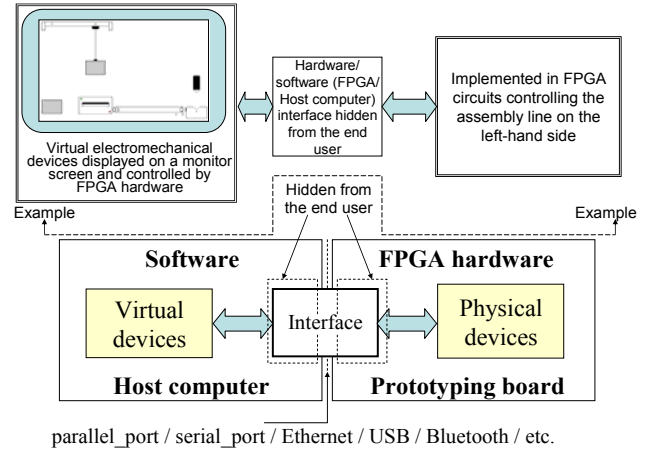 Virtual electromechanical
devices displayed on a monitor
screen and controlled by
FPGA hardware
Hardware/
software (FPGA/
Host computer)
interface hidden
from the end
user
Implemented in FPGA
circuits controlling the
assembly line on the
left-hand side
Example
Hidden from
the end user
Example
Software
FPGA hardware
Virtual
devices
Interface
Physical
devices
Host computer
Prototyping board
parallel_port / serial_port / Ethernet / USB / Bluetooth / etc.